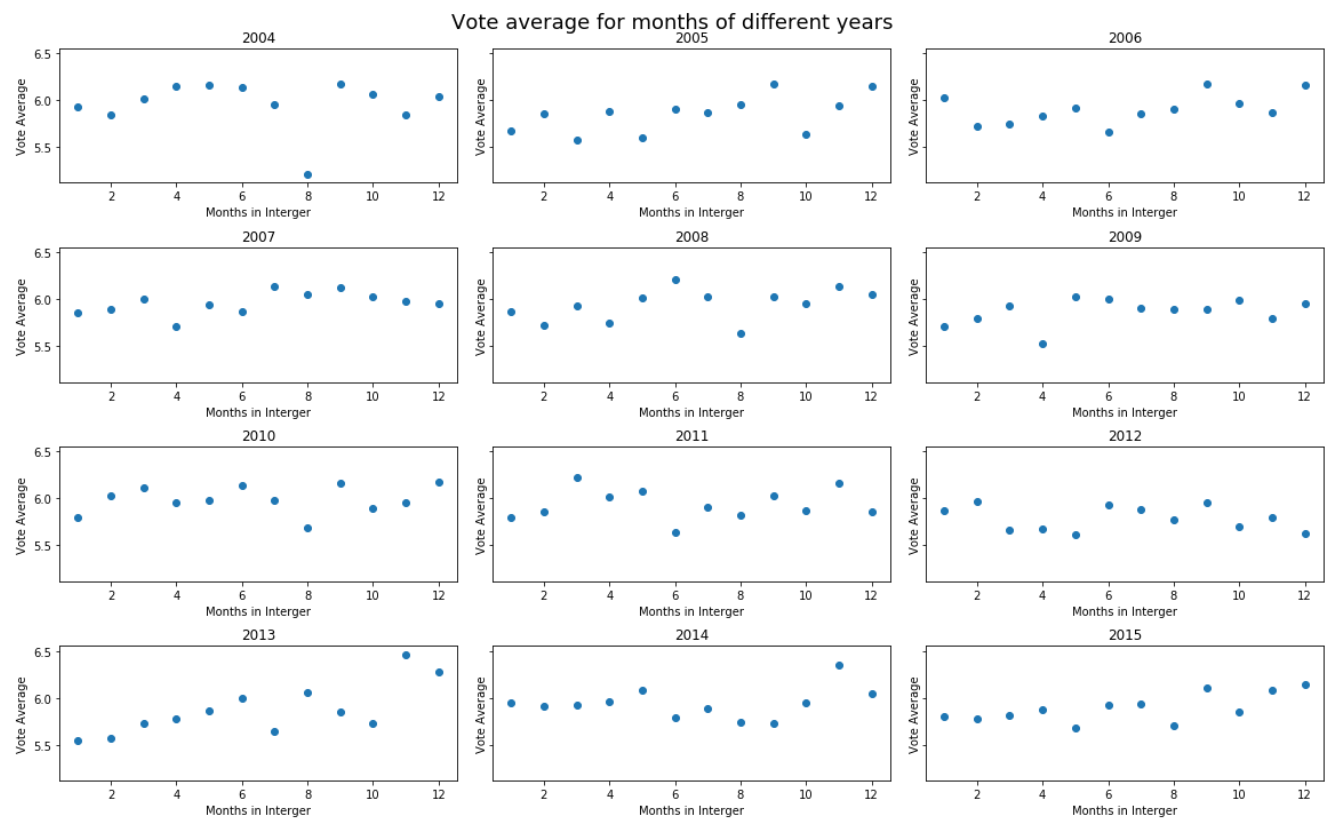 Vote average for months of different years
2004 2005 2006
6.5
6.0
5.5
Vote Average Vote Average Vote Average
2 4 6 8 10 12 2 4 6 8 10 12 2 4 6 8 10 12
Months in Interger Months in Interger Months in Interger
2007 2008 2009
6.5
6.0
5.5
Vote Average Vote Average Vote Average
2 4 6 8 10 12 2 4 6 8 10 12 2 4 6 8 10 12
Months in Interger Months in Interger Months in Interger
2010 2011 2012
6.5
6.0
5.5
Vote Average Vote Average Vote Average
2 4 6 8 10 12 2 4 6 8 10 12 2 4 6 8 10 12
Months in Interger Months in Interger Months in Interger
2013 2014 2015
6.5
6.0
5.5
Vote Average Vote Average Vote Average
2 4 6 8 10 12 2 4 6 8 10 12 2 4 6 8 10 12
Months in Interger Months in Interger Months in Interger